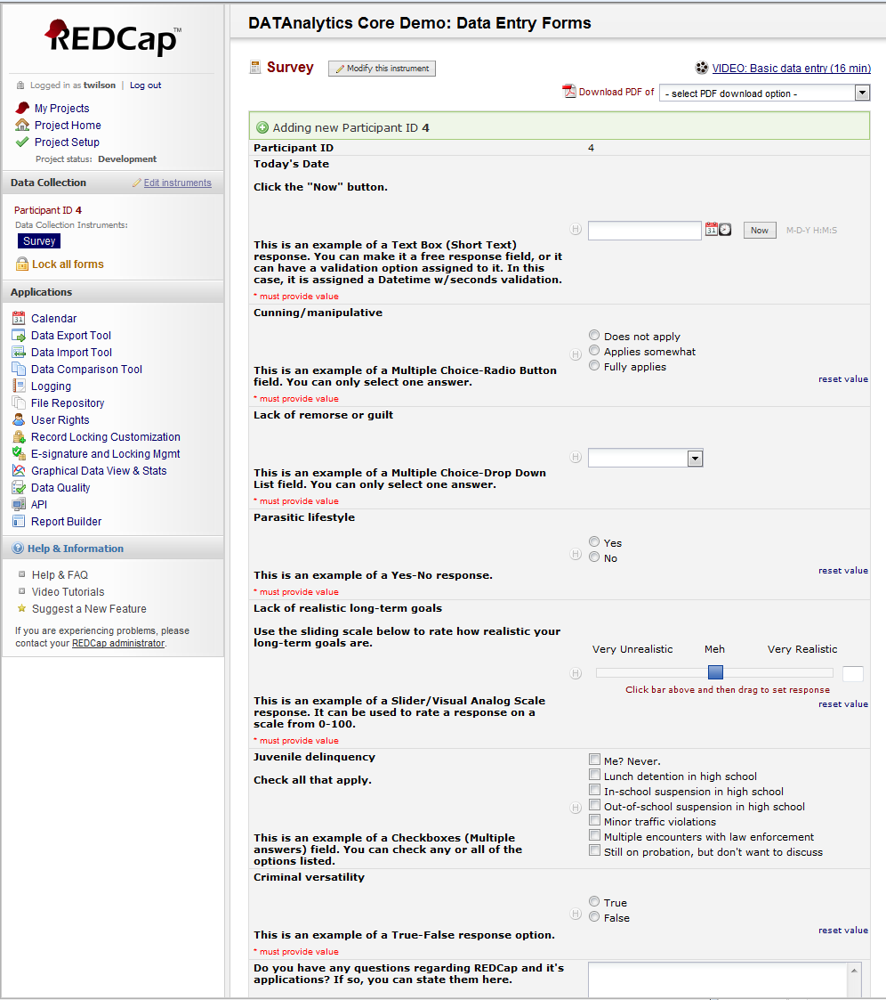 REDCap™
Logged in as twilson | Log out
My Projects
Project Home
Project Setup
Project status: Development
Data Collection
Edit instruments
Participant ID 4
Data Collection Instruments:
Survey
Lock all forms
Applications
31
Calendar
Data Export Tool
Data Import Tool
Data Comparison Tool
Logging
File Repository
User Rights
Record Locking Customization
E-signature and Locking Mgmt
Graphical Data View & Stats
Data Quality
API
Report Builder
? Help & Information
Help & FAQ
Video Tutorials
Suggest a New Feature
If you are experiencing problems, please
contact your REDCap administrator.
DATAnalytics Core Demo: Data Entry Forms
Survey
Modify this instrument
VIDEO: Basic data entry (16 min)
Download PDF of
- select PDF download option -
Adding new Participant ID 4
Participant ID
4
Today's Date
Click the "Now" button.
This is an example of a Text Box (Short Text)
response. You can make it a free response field, or it
can have a validation option assigned to it. In this
case, it is assigned a Datetime w/seconds validation.
* must provide value
H
31
Now
M-D-Y H:M:S
Cunning/manipulative
This is an example of a Multiple Choice-Radio Button
field. You can only select one answer.
* must provide value
H
Does not apply
Applies somewhat
Fully applies
reset value
Lack of remorse or guilt
This is an example of a Multiple Choice-Drop Down
List field. You can only select one answer.
* must provide value
H
Parasitic lifestyle
This is an example of a Yes-No response.
* must provide value
H
Yes
No
reset value
Lack of realistic long-term goals
Use the sliding scale below to rate how realistic your
long-term goals are.
This is an example of a Slider/Visual Analog Scale
response. It can be used to rate a response on a
scale from 0-100.
* must provide value
H
Very Unrealistic
Meh
Very Realistic
Click bar above and then drag to set response
reset value
Juvenile delinquency
Check all that apply.
This is an example of a Checkboxes (Multiple
answers) field. You can check any or all of the
options listed.
H
Me? Never.
Lunch detention in high school
In-school suspension in high school
Out-of-school suspension in high school
Minor traffic violations
Multiple encounters with law enforcement
Still on probation, but don't want to discuss
Criminal versatility
This is an example of a True-False response option.
* must provide value
H
True
False
reset value
Do you have any questions regarding REDCap and it's
applications? If so, you can state them here.